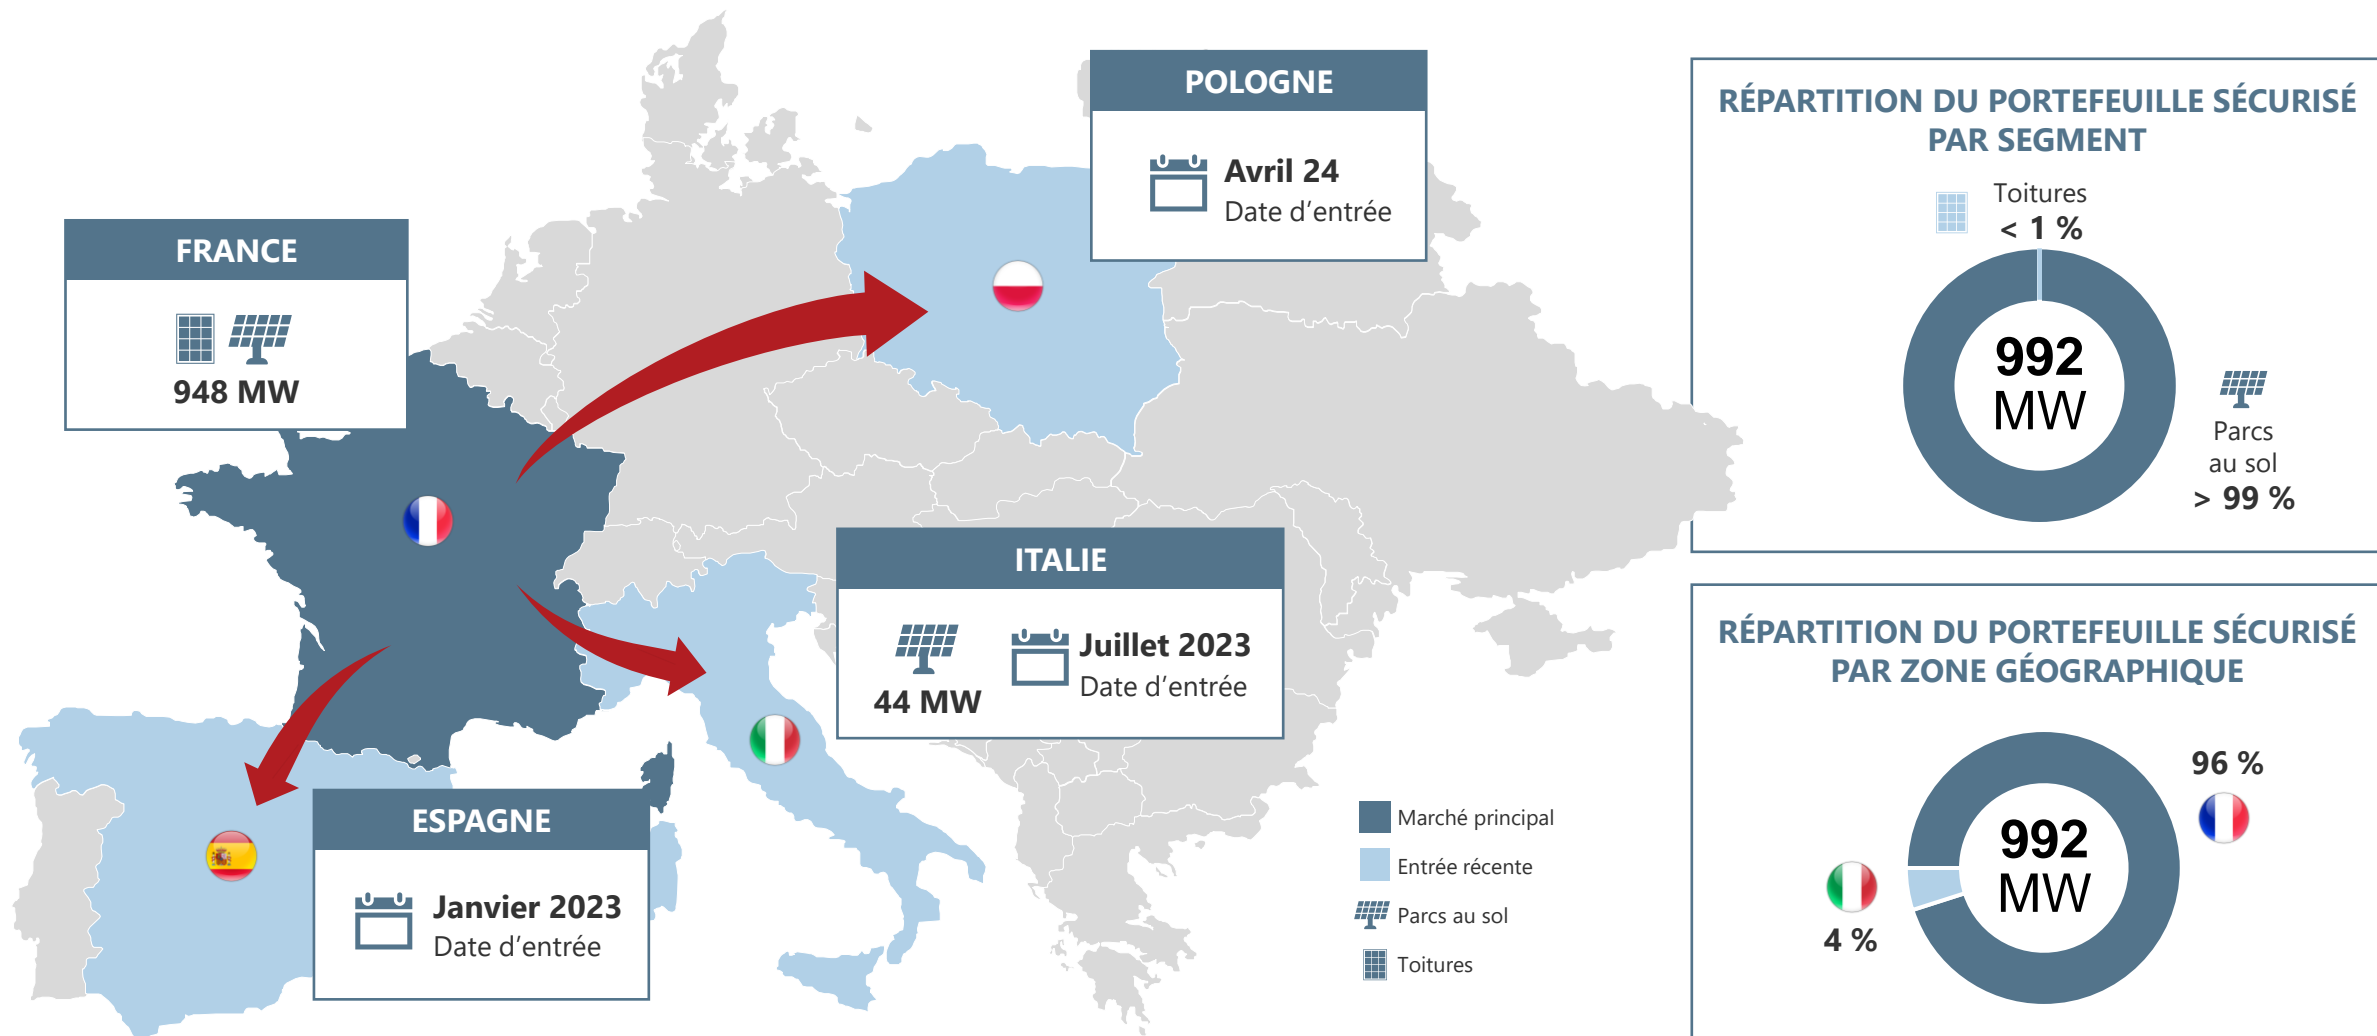 FRANCE
948 MW
POLOGNE
Avril 24
Date d’entrée
ITALIE
44 MW
Juillet 2023
Date d’entrée
ESPAGNE
Janvier 2023
Date d’entrée
Marché principal
Entrée récente
Parcs au sol
Toitures
RÉPARTITION DU PORTEFEUILLE SÉCURISÉ
PAR SEGMENT
Toitures
< 1 %
992
MW
Parcs
au sol
> 99 %
RÉPARTITION DU PORTEFEUILLE SÉCURISÉ
PAR ZONE GÉOGRAPHIQUE
96 %
992
MW
4 %